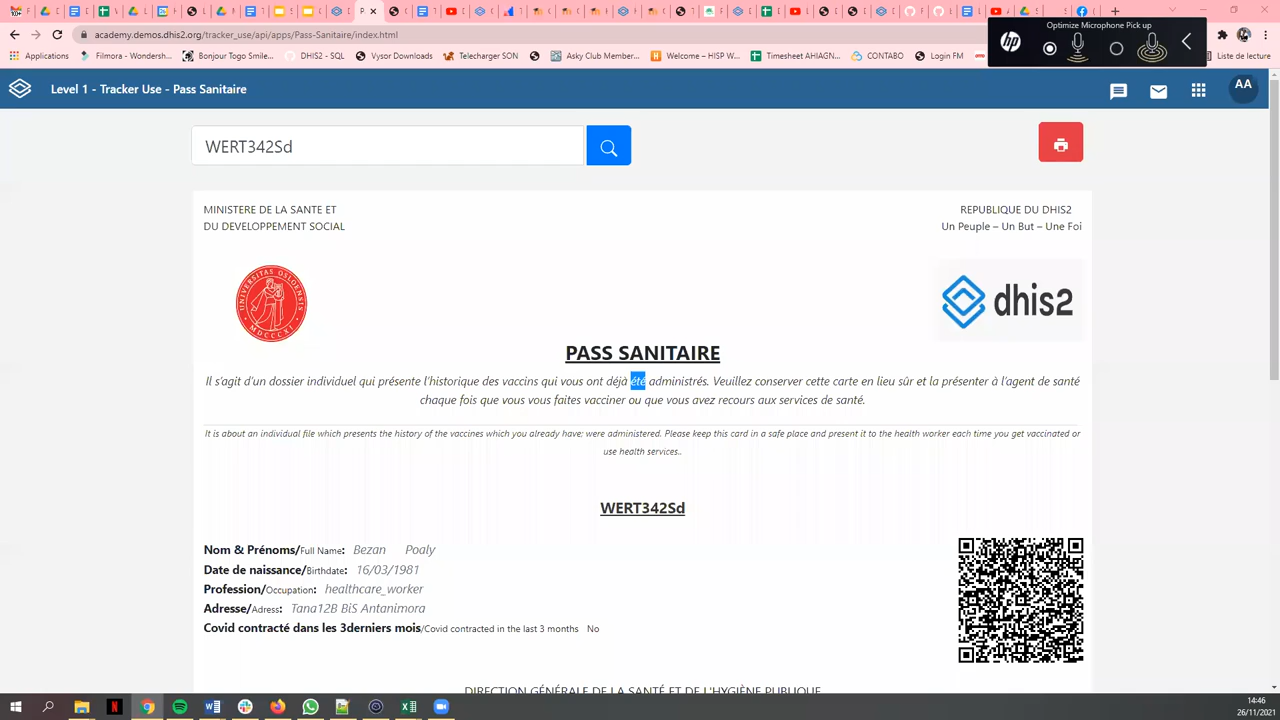 Optimize Microphone Pick up
academy.demos.dhis2.org/tracker_use/api/apps/Pass-Sanitaire/
Applications
Filmora - Wondersh...
Bonjour Togo Smile...
DHIS2 - SQL
Vysor Downloads
Telecharger SON
Asky Club Member...
Welcome – HISP W...
Timesheet AHIAGN...
CONTABO
Login FM
Liste de lecture
Level 1 - Tracker Use - Pass Sanitaire
AA
WERT342Sd
MINISTERE DE LA SANTE ET
DU DEVELOPPEMENT SOCIAL
REPUBLIQUE DU DHIS2
Un Peuple – Un But – Une Foi
UNIVERSITAS OSLOENSIS
MDCCCXI
dhis2
PASS SANITAIRE
Il s'agit d'un dossier individuel qui présente l'historique des vaccins qui vous ont déjà été administrés. Veuillez conserver cette carte en lieu sûr et la présenter à l'agent de santé
chaque fois que vous vous faites vacciner ou que vous avez recours aux services de santé.
It is about an individual file which presents the history of the vaccines which you already have; were administered. Please keep this card in a safe place and present it to the health worker each time you get vaccinated or
use health services..
WERT342Sd
Nom & Prénoms/Full Name: Bezan Poaly
Date de naissance/Birthdate: 16/03/1981
Profession/Occupation: healthcare_worker
Adresse/Adress: Tana12B BiS Antanimora
Covid contracté dans les 3derniers mois/Covid contracted in the last 3 months No
DIRECTION GÉNÉRALE DE LA SANTÉ ET DE L'HYGIÈNE PUBLIQUE
14:46
26/11/2021